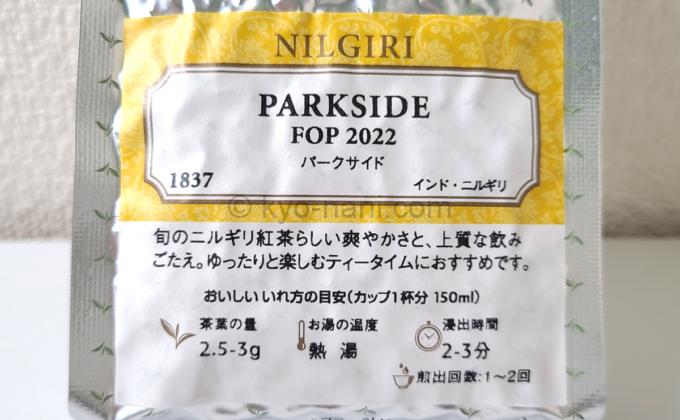 NILGIRI
PARKSIDE
FOP 2022
パークサイド
1837
インド・ニルギリ
© kyo-nani.com
旬のニルギリ紅茶らしい爽やかさと、上質な飲み
ごたえ。ゆったりと楽しむティータイムにおすすめです。
おいしいいれ方の目安(カップ1杯分 150ml)
茶葉の量
2.5-3g
お湯の温度
熱湯
浸出時間
2-3分
煎出回数:1~2回